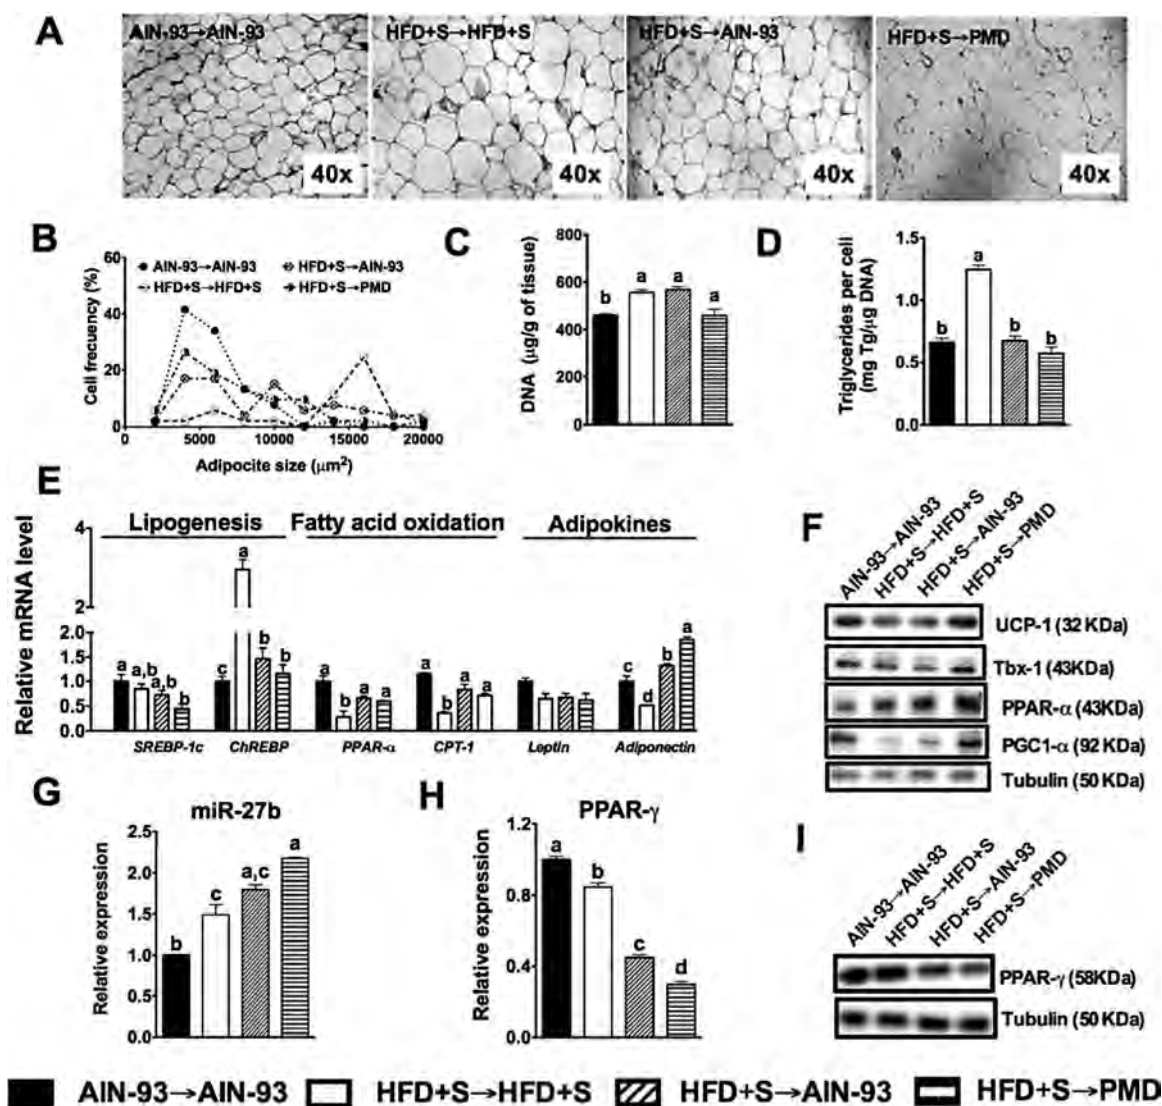 A
AIN-93→AIN-93
HFD+S→HFD+S
HFD+S→AIN-93
HFD+S→PMD
40x
40x
40x
40x
B
Cell frecuency (%)
60
40
20
0
AIN-93→AIN-93
HFD+S→AIN-93
HFD+S→HFD+S
HFD+S→PMD
0
5000
10000
15000
20000
Adipocite size (μm²)
C
DNA (μg/g of tissue)
800
600
400
200
0
b
a
a
a
D
Triglycerides per cell
(mg Tg/μg DNA)
1.5
1.0
0.5
0.0
b
a
b
b
E
Relative mRNA level
4
3
2
2.0
1.5
1.0
0.5
0.0
Lipogenesis
Fatty acid oxidation
Adipokines
a
a,b
a,b
b
c
a
b
b
a
b
a
a
a
b
a
a
c
d
b
a
SREBP-1c
ChREBP
PPAR-α
CPT-1
Leptin
Adiponectin
F
AIN-93→AIN-93
HFD+S→HFD+S
HFD+S→AIN-93
HFD+S→PMD
UCP-1 (32 KDa)
Tbx-1 (43KDa)
PPAR-α (43KDa)
PGC1-α (92 KDa)
Tubulin (50 KDa)
G
miR-27b
Relative expression
2.5
2.0
1.5
1.0
0.5
0.0
b
c
a,c
a
H
PPAR-γ
Relative expression
1.2
0.8
0.4
0.0
a
b
c
d
I
AIN-93→AIN-93
HFD+S→HFD+S
HFD+S→AIN-93
HFD+S→PMD
PPAR-γ (58KDa)
Tubulin (50 KDa)
AIN-93→AIN-93
HFD+S→HFD+S
HFD+S→AIN-93
HFD+S→PMD